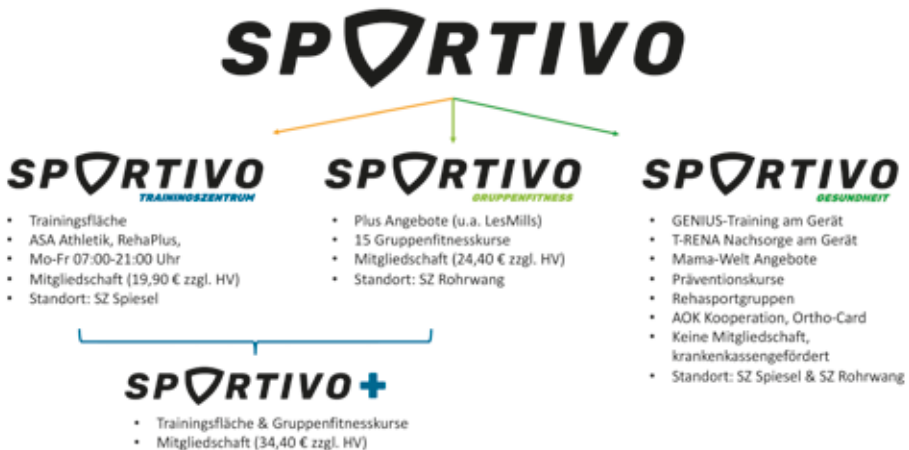 SPORTIVO
SPORTIVO
TRAININGSZENTRUM
• Trainingsfläche
• ASA Athletik, RehaPlus,
• Mo-Fr 07:00-21:00 Uhr
• Mitgliedschaft (19,90 € zzgl. HV)
• Standort: SZ Spiesel
SPORTIVO
GRUPPENFITNESS
• Plus Angebote (u.a. LesMills)
• 15 Gruppenfitnesskurse
• Mitgliedschaft (24,40 € zzgl. HV)
• Standort: SZ Rohrwang
SPORTIVO
GESUNDHEIT
• GENIUS-Training am Gerät
• T-RENA Nachsorge am Gerät
• Mama-Welt Angebote
• Präventionskurse
• Rehasportgruppen
• AOK Kooperation, Ortho-Card
• Keine Mitgliedschaft,
krankenkassengefördert
• Standort: SZ Spiesel & SZ Rohrwang
SPORTIVO +
• Trainingsfläche & Gruppenfitnesskurse
• Mitgliedschaft (34,40 € zzgl. HV)